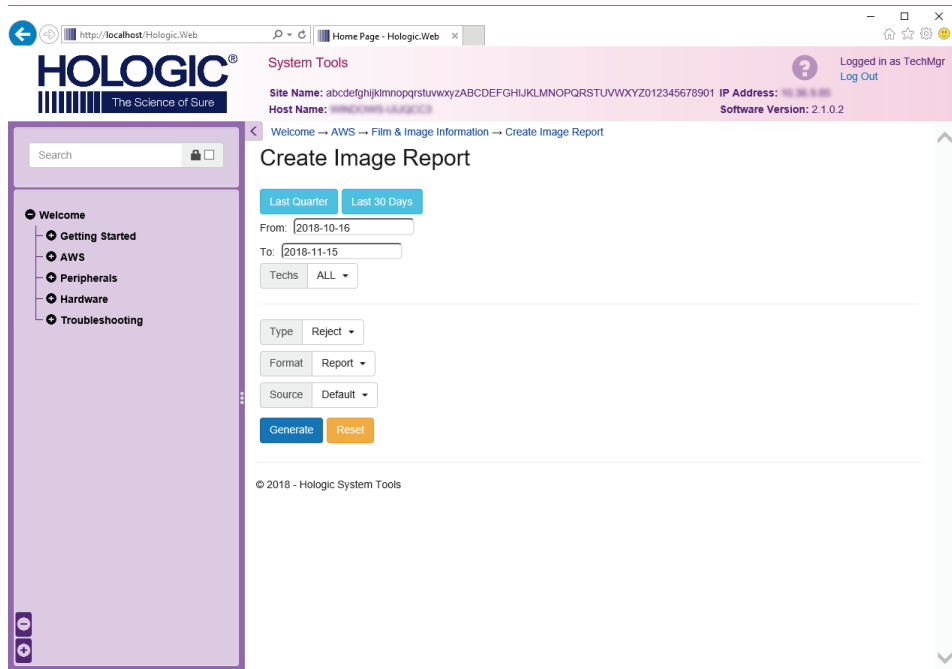 http://localhost/Hologic.Web
Home Page - Hologic.Web
HOLOGIC®
The Science of Sure
System Tools
Logged in as TechMgr
Log Out
Site Name: abcdefghijklmnopqrstuvwxyzABCDEFGHIJKLMNOPQRSTUVWXYZ012345678901 IP Address:
Host Name:
Software Version: 2.1.0.2
Welcome → AWS → Film & Image Information → Create Image Report
Search
Welcome
Getting Started
AWS
Peripherals
Hardware
Troubleshooting
Create Image Report
Last Quarter Last 30 Days
From: 2018-10-16
To: 2018-11-15
Techs ALL
Type Reject
Format Report
Source Default
Generate Reset
© 2018 - Hologic System Tools